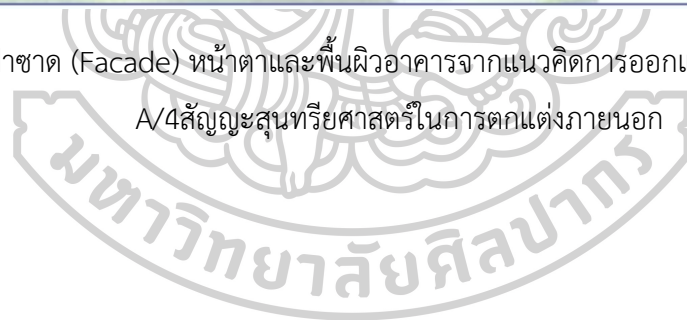 าซาด (Facade) หน้าตาและพื้นผิวอาคารจากแนวคิดการออกแ
A/4สัญญะสุนทรียศาสตร์ในการตกแต่งภายนอก
มหาวิทยาลัยศิลปากร